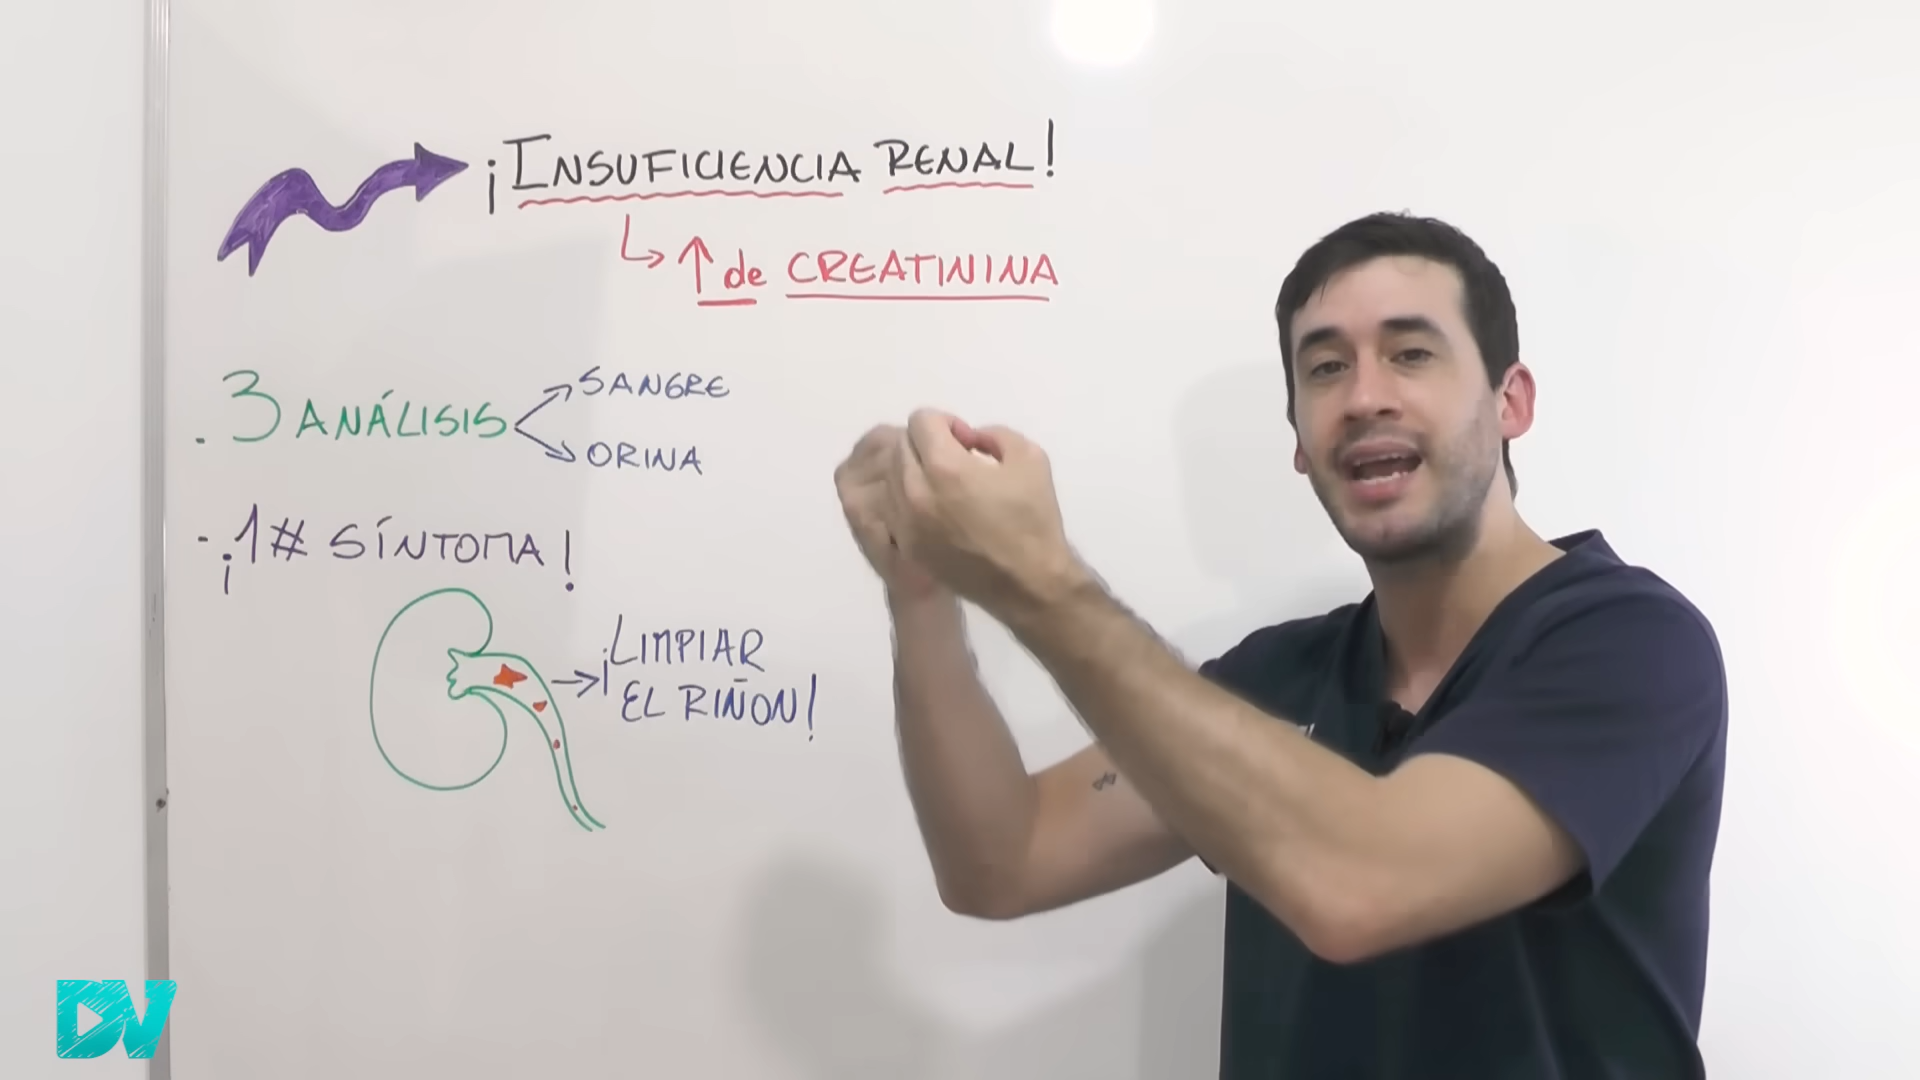 ¡INSUFICIENCIA RENAL!
↑ de CREATININA
. 3 ANÁLISIS
SANGRE
ORINA
- ¡1# SÍNTOMA!
¡LIMPIAR
EL RIÑON!
DV